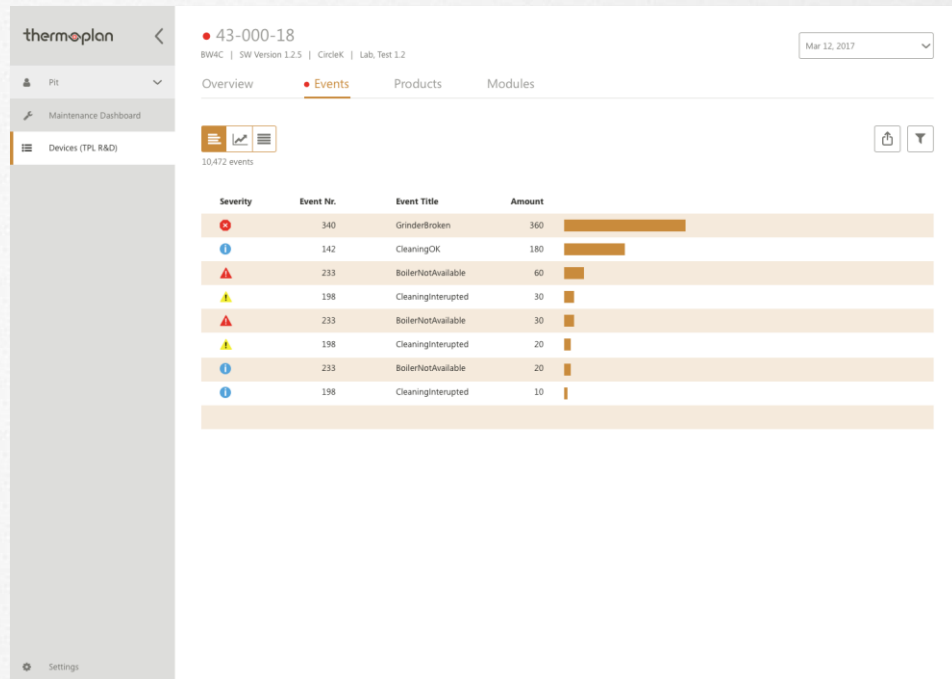 thermoplan
Pit
Maintenance Dashboard
Devices (TPL R&D)
Settings
43-000-18
BW4C | SW Version 1.2.5 | CircleK | Lab, Test 1.2
Mar 12, 2017
Overview Events Products Modules
10,472 events
Severity Event Nr. Event Title Amount
340 GrinderBroken 360
142 CleaningOK 180
233 BoilerNotAvailable 60
198 CleaningInterupted 30
233 BoilerNotAvailable 30
198 CleaningInterupted 20
233 BoilerNotAvailable 20
198 CleaningInterupted 10